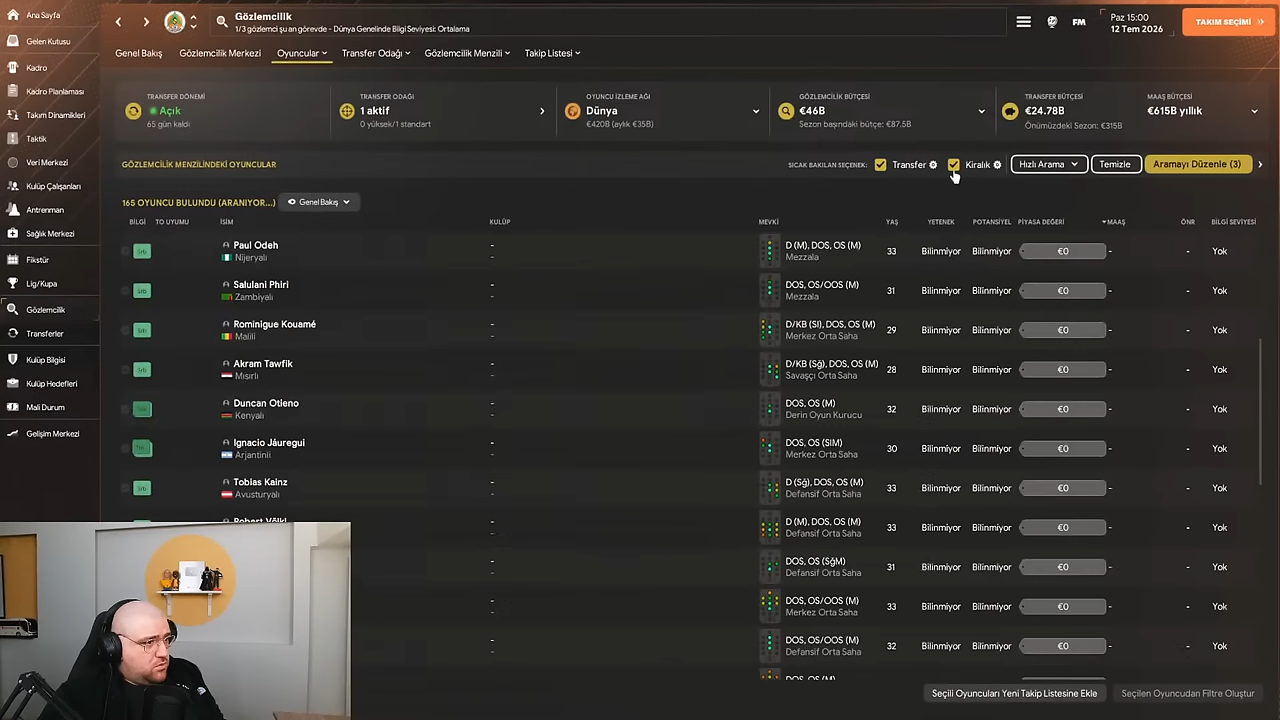 Ana Sayfa
Gelen Kutusu
Kadro
Kadro Planlaması
Takım Dinamikleri
Taktik
Veri Merkezi
Kulüp Çalışanları
Antrenman
Sağlık Merkezi
Fikstür
Lig/Kupa
Gözlemcilik
Transferler
Kulüp Bilgisi
Kulüp Hedefleri
Mali Durum
Gelişim Merkezi
Gözlemcilik
1/3 gözlemci şu an görevde - Dünya Genelinde Bilgi Seviyesi: Ortalama
FM
Paz 15:00
12 Tem 2026
TAKIM SEÇİMİ
Genel Bakış
Gözlemcilik Merkezi
Oyuncular
Transfer Odağı
Gözlemcilik Menzili
Takip Listesi
TRANSFER DÖNEMİ
Açık
65 gün kaldı
TRANSFER ODAĞI
1 aktif
0 yüksek/1 standart
OYUNCU İZLEME AĞI
Dünya
€420B (aylık €35B)
GÖZLEMCİLİK BÜTÇESİ
€46B
Sezon başındaki bütçe: €87.5B
TRANSFER BÜTÇESİ
€24.78B
Önümüzdeki Sezon: €315B
MAAŞ BÜTÇESİ
€615B yıllık
GÖZLEMCİLİK MENZİLİNDEKİ OYUNCULAR
SICAK BAKILAN SEÇENEK:
Transfer
Kiralık
Hızlı Arama
Temizle
Aramayı Düzenle (3)
165 OYUNCU BULUNDU (ARANIYOR...)
Genel Bakış
BİLGİ TO UYUMU İSİM KULÜP MEVKİ YAŞ YETENEK POTANSİYEL PİYASA DEĞERİ MAAŞ ÖNR BİLGİ SEVİYESİ
Srb Paul Odeh - D (M), DOS, OS (M) 33 Bilinmiyor Bilinmiyor €0 - - Yok
Nijeryalı - Mezzala
Srb Salulani Phiri - DOS, OS/OOS (M) 31 Bilinmiyor Bilinmiyor €0 - - Yok
Zambiyalı - Mezzala
Srb Rominigue Kouamé - D/KB (Sl), DOS, OS (M) 29 Bilinmiyor Bilinmiyor €0 - - Yok
Malili - Merkez Orta Saha
Srb Akram Tawfik - D/KB (Sğ), DOS, OS (M) 28 Bilinmiyor Bilinmiyor €0 - - Yok
Mısırlı - Savaşçı Orta Saha
Duncan Otieno - DOS, OS (M) 32 Bilinmiyor Bilinmiyor €0 - - Yok
Kenyalı - Derin Oyun Kurucu
Ignacio Jáuregui - DOS, OS (SlM) 30 Bilinmiyor Bilinmiyor €0 - - Yok
Arjantinli - Merkez Orta Saha
Srb Tobias Kainz - D (Sğ), DOS, OS (M) 33 Bilinmiyor Bilinmiyor €0 - - Yok
Avusturyalı - Defansif Orta Saha
Robert Völkl - D (M), DOS, OS (M) 33 Bilinmiyor Bilinmiyor €0 - - Yok
- Defansif Orta Saha
- DOS, OS (SğM) 31 Bilinmiyor Bilinmiyor €0 - - Yok
- Defansif Orta Saha
- DOS, OS/OOS (M) 33 Bilinmiyor Bilinmiyor €0 - - Yok
- Merkez Orta Saha
- DOS, OS/OOS (M) 32 Bilinmiyor Bilinmiyor €0 - - Yok
- Defansif Orta Saha
DOS, OS (M)
Seçili Oyuncuları Yeni Takip Listesine Ekle
Seçilen Oyuncudan Filtre Oluştur